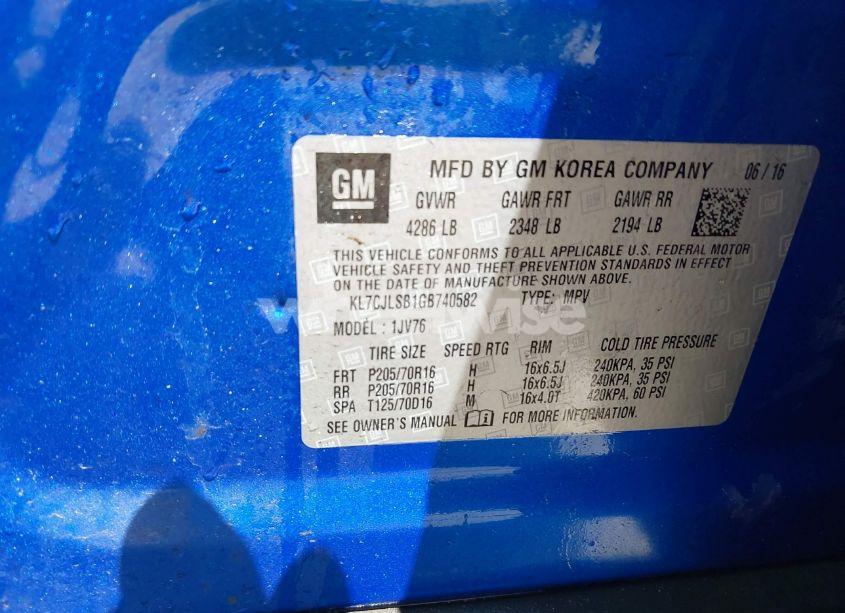 GM MFD BY GM KOREA COMPANY 06/16
GVWR GAWR FRT GAWR RR
4286 LB 2348 LB 2194 LB
THIS VEHICLE CONFORMS TO ALL APPLICABLE U.S. FEDERAL MOTOR
VEHICLE SAFETY AND THEFT PREVENTION STANDARDS IN EFFECT
ON THE DATE OF MANUFACTURE SHOWN ABOVE.
KL7CJLSB1GB740582 TYPE: MPV
MODEL: 1JV76
TIRE SIZE SPEED RTG RIM COLD TIRE PRESSURE
FRT P205/70R16 H 16x6.5J 240KPA, 35 PSI
RR P205/70R16 H 16x6.5J 240KPA, 35 PSI
SPA T125/70D16 M 16x4.0T 420KPA, 60 PSI
SEE OWNER'S MANUAL FOR MORE INFORMATION.